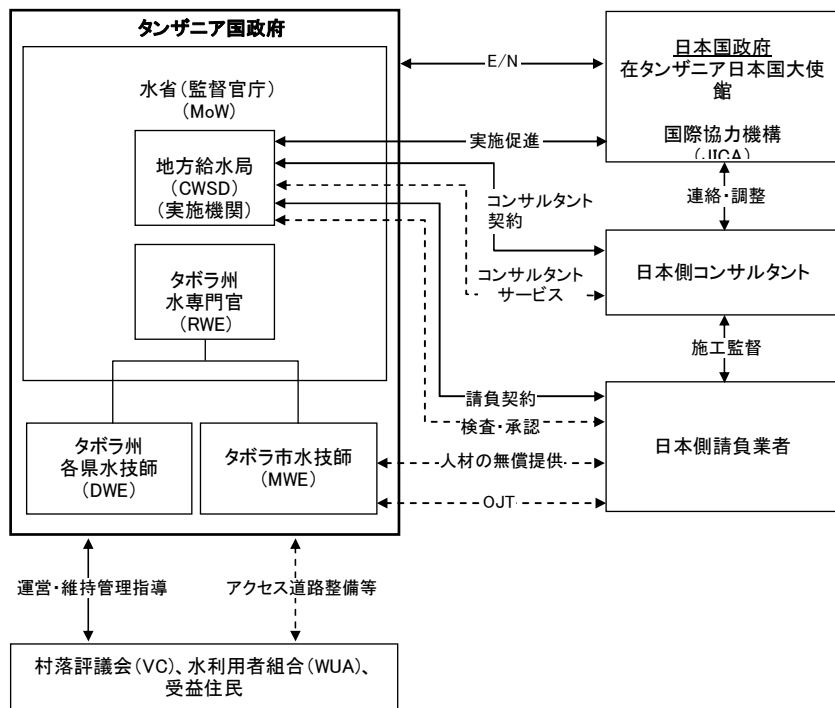 タンザニア国政府
水省(監督官庁)
(MoW)
地方給水局
(CWSD)
(実施機関)
タボラ州
水専門官
(RWE)
タボラ州
各県水技師
(DWE)
タボラ市水技師
(MWE)
E/N
実施促進
コンサルタント
契約
コンサルタント
サービス
請負契約
検査・承認
人材の無償提供
OJT
日本国政府
在タンザニア日本国大使
館
国際協力機構
(JICA)
連絡・調整
日本側コンサルタント
施工監督
日本側請負業者
運営・維持管理指導
アクセス道路整備等
村落評議会(VC)、水利用者組合(WUA)、
受益住民